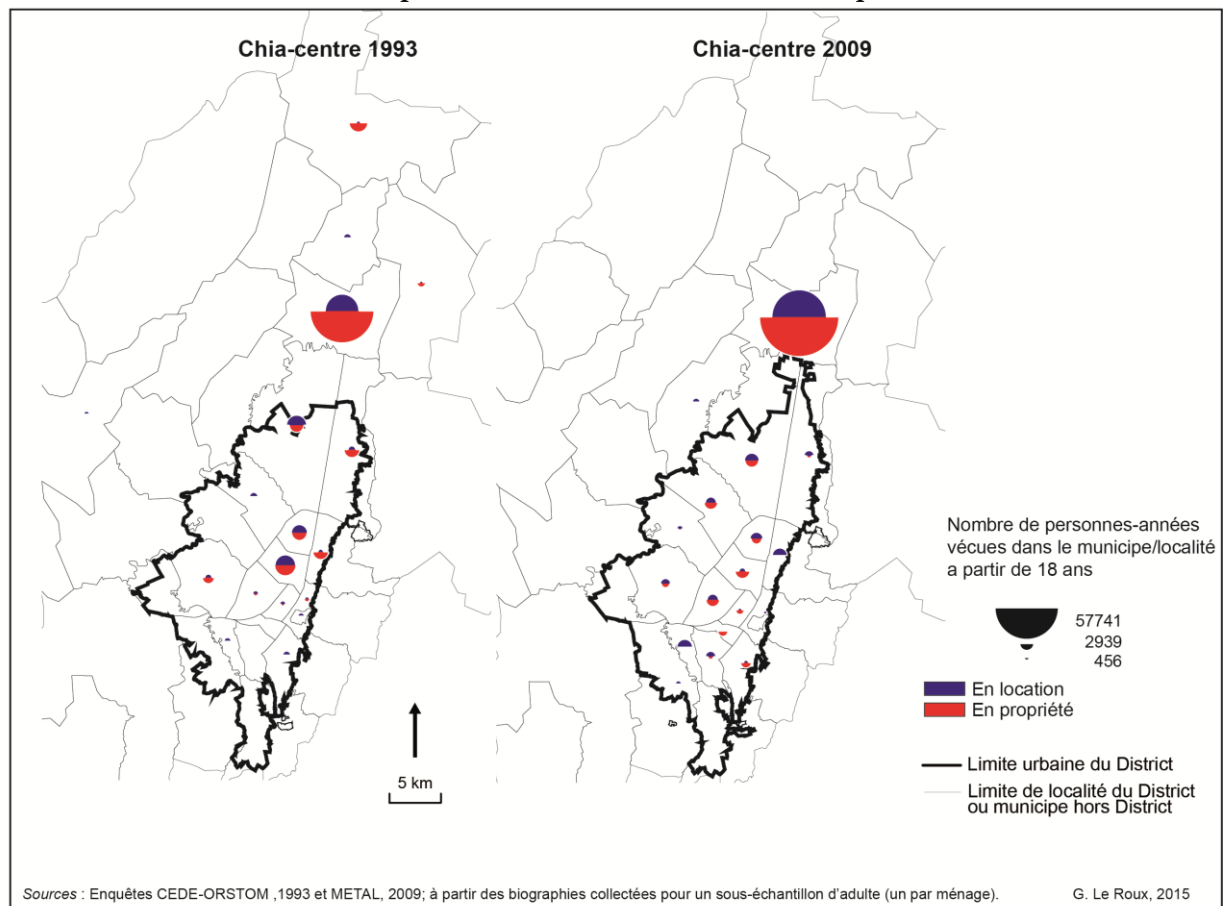 Chia-centre 1993
Chia-centre 2009
Nombre de personnes-années
vécues dans le municipe/localité
a partir de 18 ans
57741
2939
456
En location
En propriété
Limite urbaine du District
Limite de localité du District
ou municipe hors District
5 km
Sources : Enquêtes CEDE-ORSTOM ,1993 et METAL, 2009; à partir des biographies collectées pour un sous-échantillon d'adulte (un par ménage).
G. Le Roux, 2015